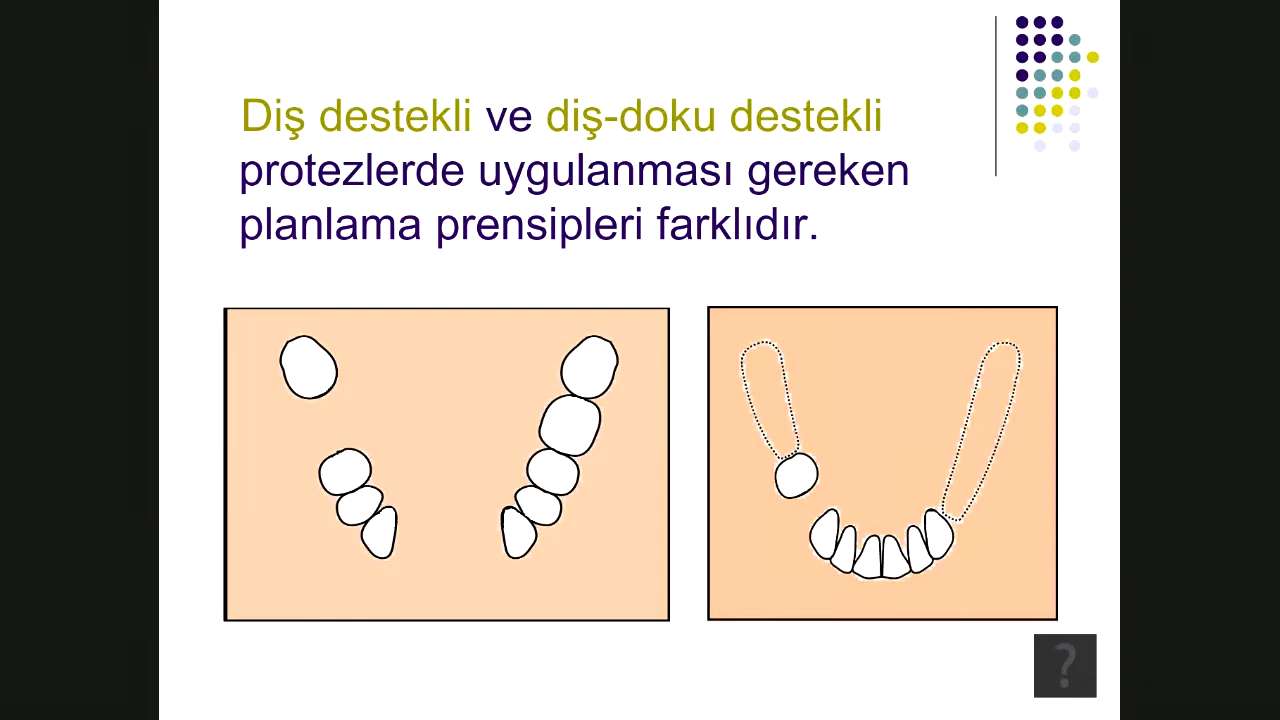 Diş destekli ve diş-doku destekli
protezlerde uygulanması gereken
planlama prensipleri farklıdır.
?